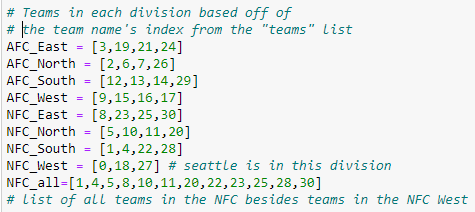 # Teams in each division based off of
# the team name's index from the "teams" list
AFC_East = [3,19,21,24]
AFC_North = [2,6,7,26]
AFC_South = [12,13,14,29]
AFC_West = [9,15,16,17]
NFC_East = [8,23,25,30]
NFC_North = [5,10,11,20]
NFC_South = [1,4,22,28]
NFC_West = [0,18,27] # seattle is in this division
NFC_all=[1,4,5,8,10,11,20,22,23,25,28,30]
# list of all teams in the NFC besides teams in the NFC West